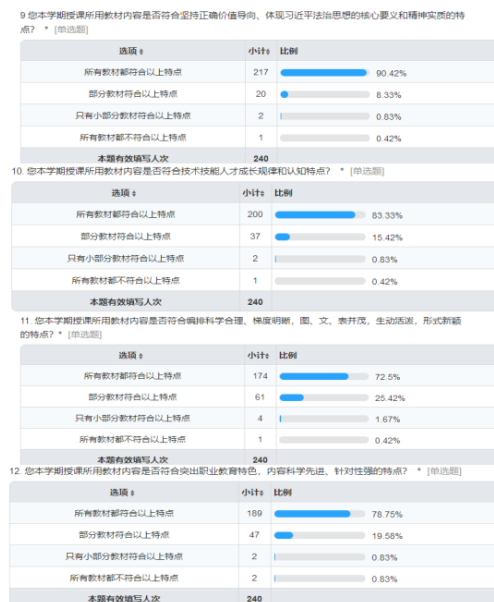 9 您本学期授课所用教材内容是否符合坚持正确价值导向、体现习近平法治思想的核心要义和精神实质的特
点? * [单选题]
选项 小计 比例
所有教材都符合以上特点 217 90.42%
部分教材符合以上特点 20 8.33%
只有小部分教材符合以上特点 2 0.83%
所有教材都不符合以上特点 1 0.42%
本题有效填写人次 240
10. 您本学期授课所用教材内容是否符合技术技能人才成长规律和认知特点? * [单选题]
选项 小计 比例
所有教材都符合以上特点 200 83.33%
部分教材符合以上特点 37 15.42%
只有小部分教材符合以上特点 2 0.83%
所有教材都不符合以上特点 1 0.42%
本题有效填写人次 240
11. 您本学期授课所用教材内容是否符合编排科学合理、梯度明晰，图、文、表并茂，生动活泼，形式新颖
的特点? * [单选题]
选项 小计 比例
所有教材都符合以上特点 174 72.5%
部分教材符合以上特点 61 25.42%
只有小部分教材符合以上特点 4 1.67%
所有教材都不符合以上特点 1 0.42%
本题有效填写人次 240
12. 您本学期授课所用教材内容是否符合突出职业教育特色，内容科学先进、针对性强的特点? * [单选题]
选项 小计 比例
所有教材都符合以上特点 189 78.75%
部分教材符合以上特点 47 19.58%
只有小部分教材符合以上特点 2 0.83%
所有教材都不符合以上特点 2 0.83%
本题有效填写人次 240